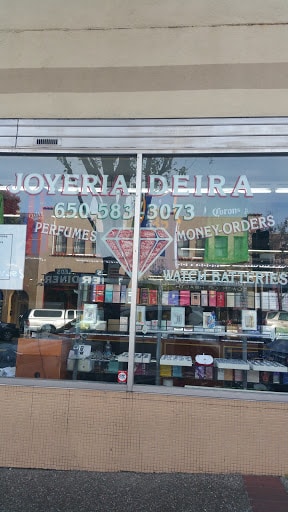 JOYERIA DEIRA
650-583-3073
PERFUMES
MONEY ORDERS
WATCH BATTERIES